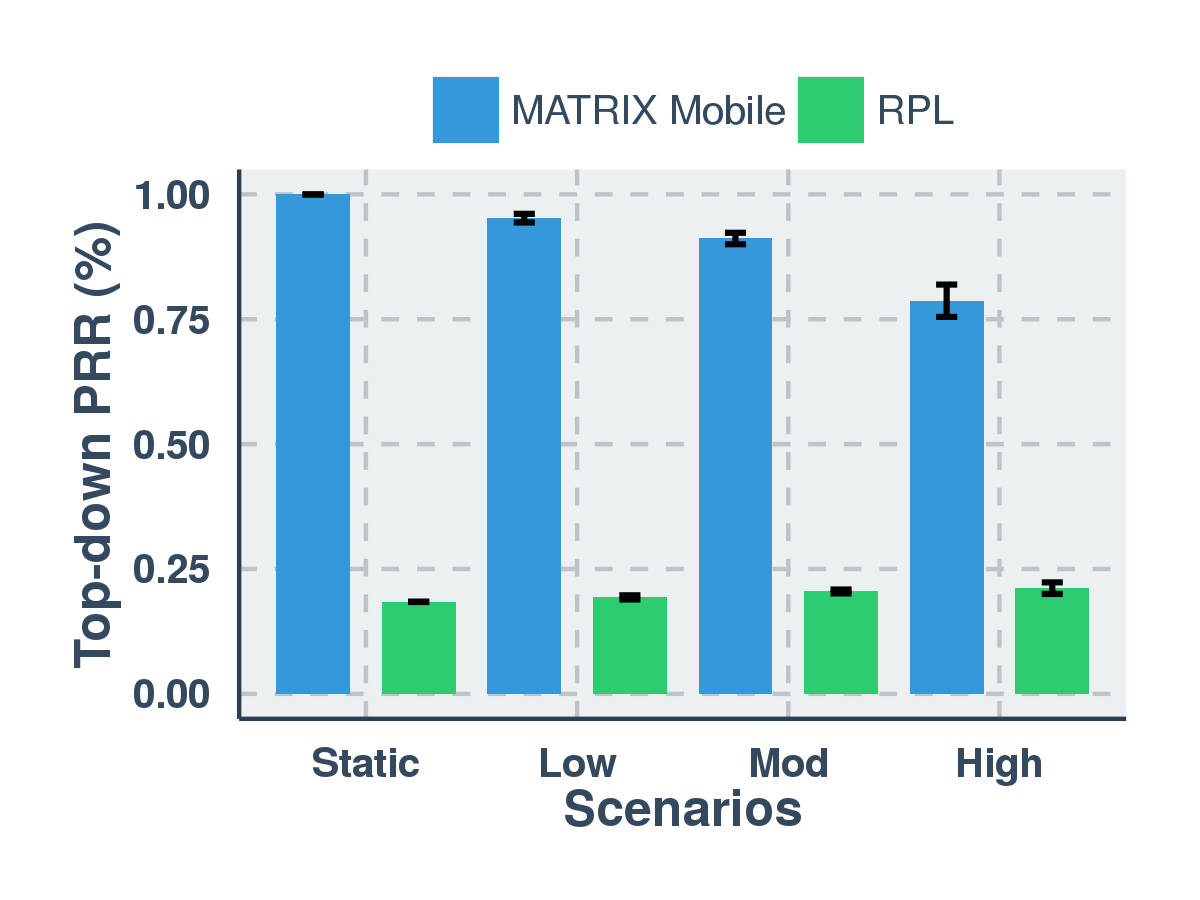 MATRIX Mobile RPL
Top-down PRR (%)
1.00
0.75
0.50
0.25
0.00
Static Low Mod High
Scenarios